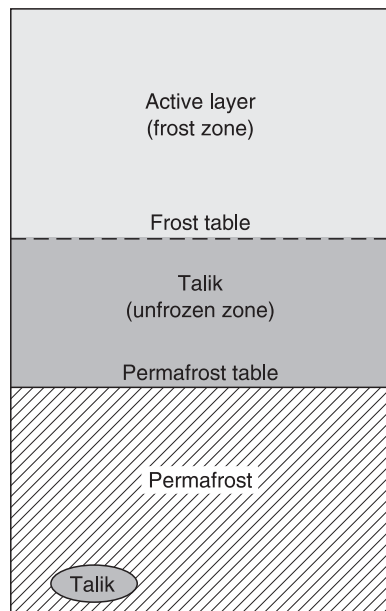 Active layer
(frost zone)
Frost table
Talik
(unfrozen zone)
Permafrost table
Permafrost
Talik